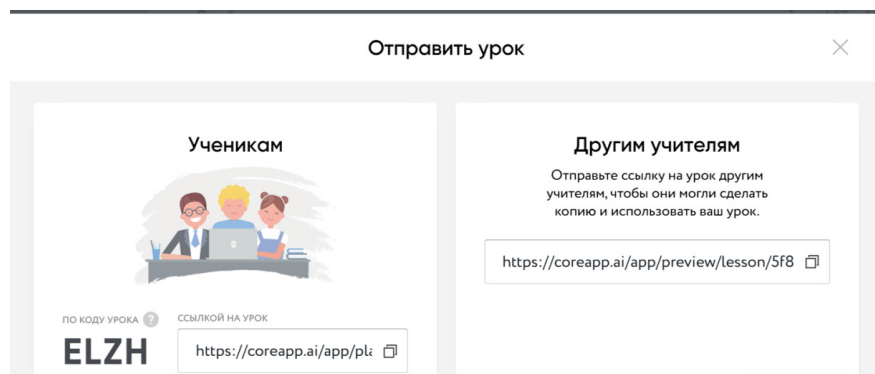 Отправить урок
Ученикам
ПО КОДУ УРОКА ?
ССЫЛКОЙ НА УРОК
ELZH
https://coreapp.ai/app/pla
Другим учителям
Отправьте ссылку на урок другим
учителям, чтобы они могли сделать
копию и использовать ваш урок.
https://coreapp.ai/app/preview/lesson/5f8